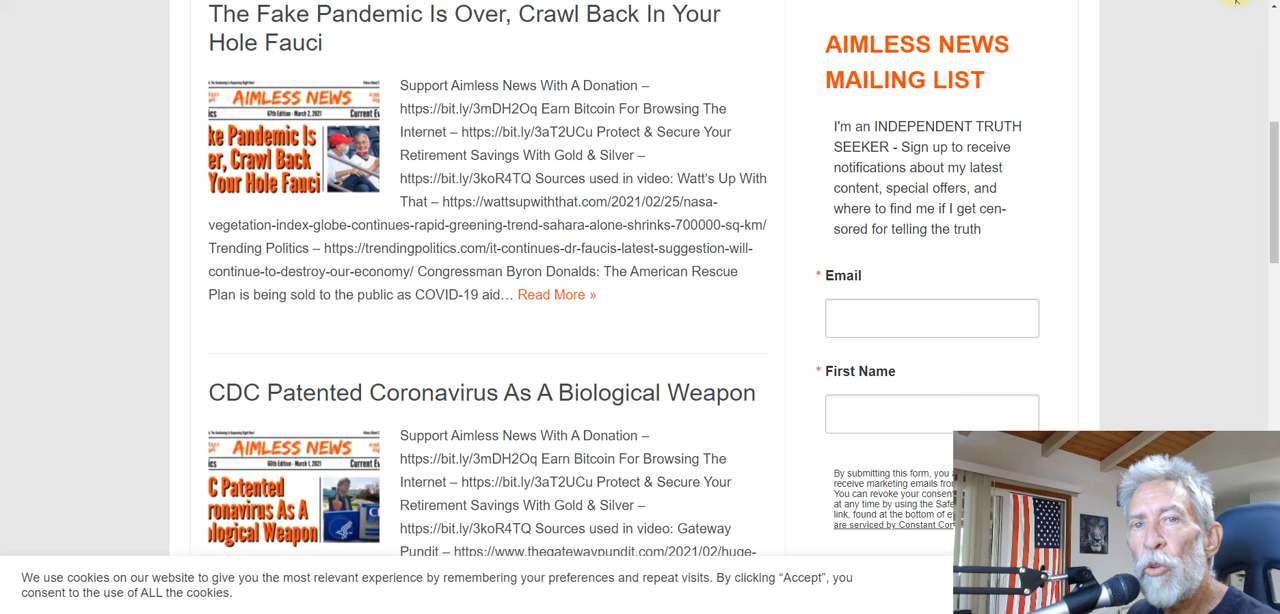 The Fake Pandemic Is Over, Crawl Back In Your
Hole Fauci
AIMLESS NEWS
67th Edition - March 2, 2021
Current E
ke Pandemic Is
er, Crawl Back
Your Hole Fauci
Support Aimless News With A Donation –
https://bit.ly/3mDH2Oq Earn Bitcoin For Browsing The
Internet – https://bit.ly/3aT2UCu Protect & Secure Your
Retirement Savings With Gold & Silver –
https://bit.ly/3koR4TQ Sources used in video: Watt’s Up With
That – https://wattsupwiththat.com/2021/02/25/nasa-
vegetation-index-globe-continues-rapid-greening-trend-sahara-alone-shrinks-700000-sq-km/
Trending Politics – https://trendingpolitics.com/it-continues-dr-faucis-latest-suggestion-will-
continue-to-destroy-our-economy/ Congressman Byron Donalds: The American Rescue
Plan is being sold to the public as COVID-19 aid… Read More »
CDC Patented Coronavirus As A Biological Weapon
AIMLESS NEWS
Current E
C Patented
ronavirus As A
logical Weapon
Support Aimless News With A Donation –
https://bit.ly/3mDH2Oq Earn Bitcoin For Browsing The
Internet – https://bit.ly/3aT2UCu Protect & Secure Your
Retirement Savings With Gold & Silver –
https://bit.ly/3koR4TQ Sources used in video: Gateway
Pundit – https://www.thegatewaypundit.com/2021/02/huge-
AIMLESS NEWS
MAILING LIST
I'm an INDEPENDENT TRUTH
SEEKER - Sign up to receive
notifications about my latest
content, special offers, and
where to find me if I get cen-
sored for telling the truth
* Email
* First Name
By submitting this form, you
receive marketing emails fro
You can revoke your consen
at any time by using the Safe
link, found at the bottom of e
are serviced by Constant Con
We use cookies on our website to give you the most relevant experience by remembering your preferences and repeat visits. By clicking “Accept”, you
consent to the use of ALL the cookies.